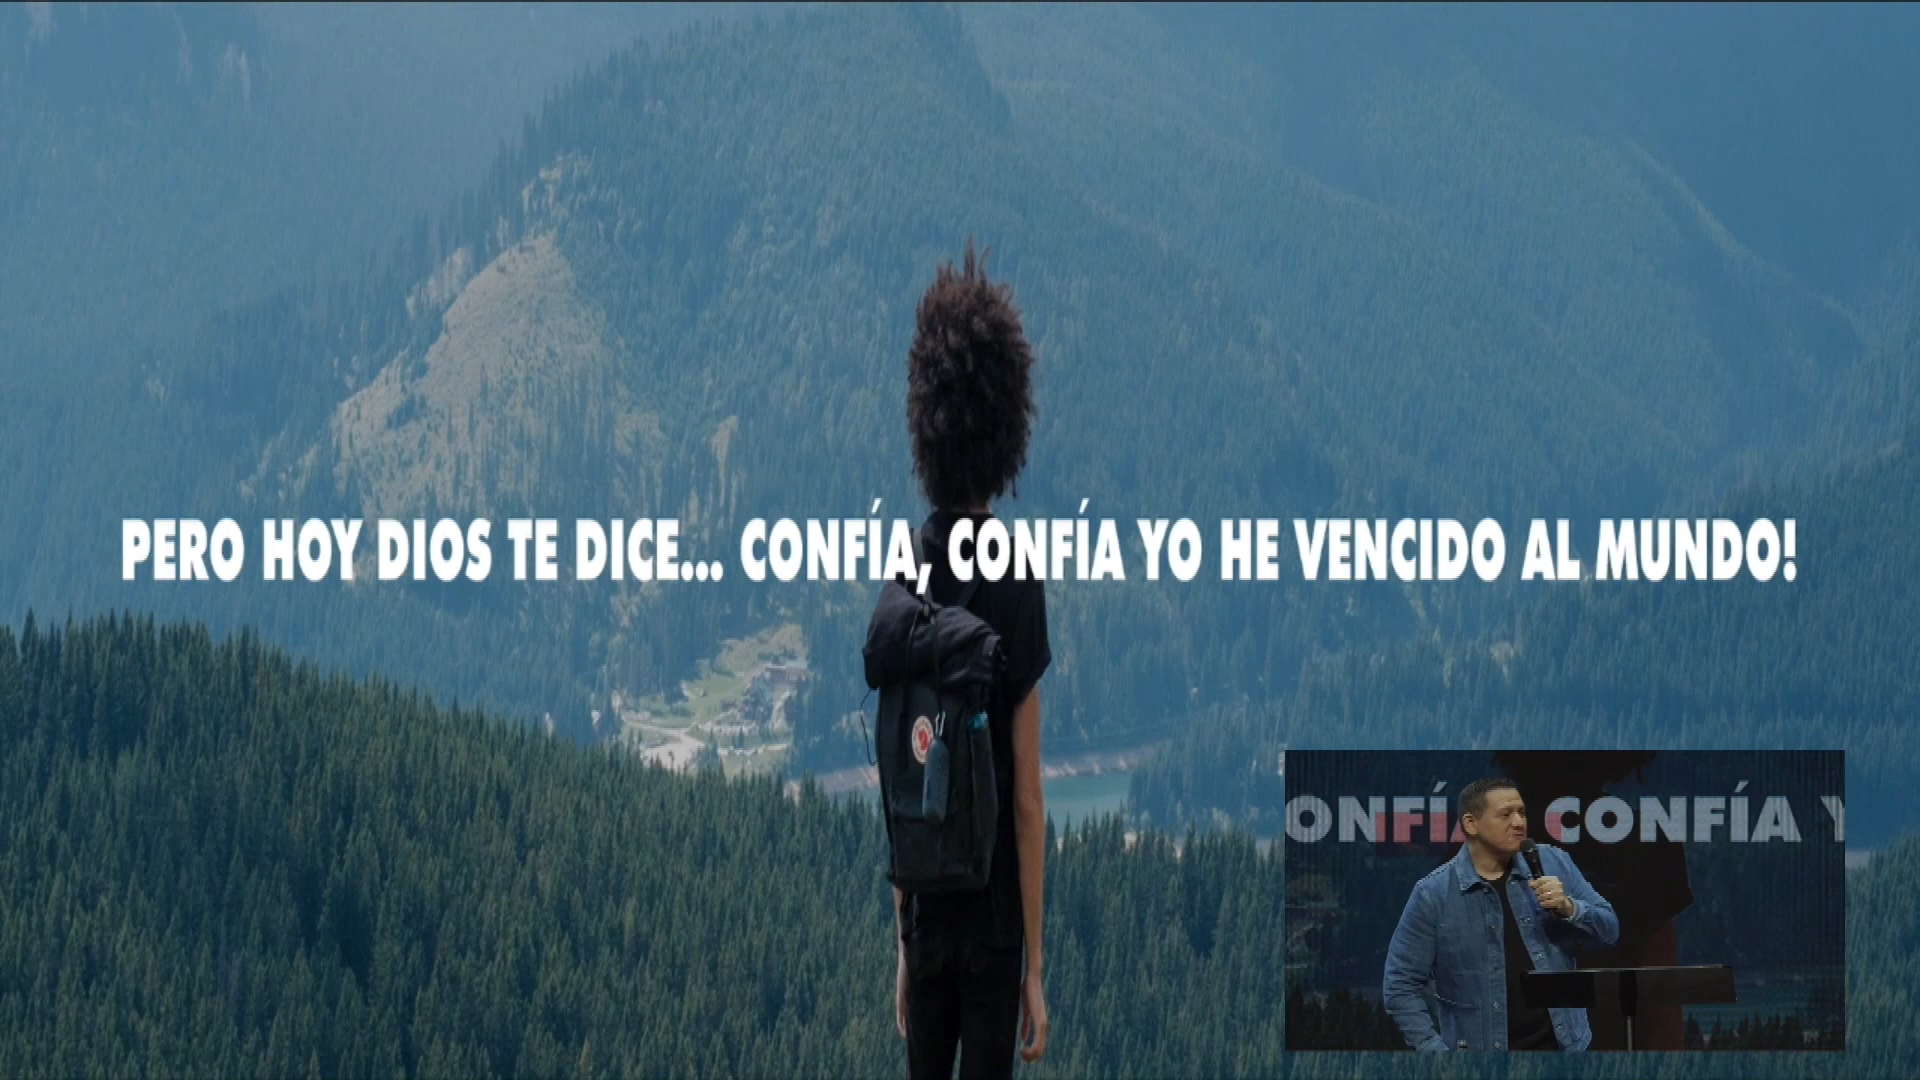 PERO HOY DIOS TE DICE... CONFÍA, CONFÍA YO HE VENCIDO AL MUNDO!
ONFÍA CONFÍA Y